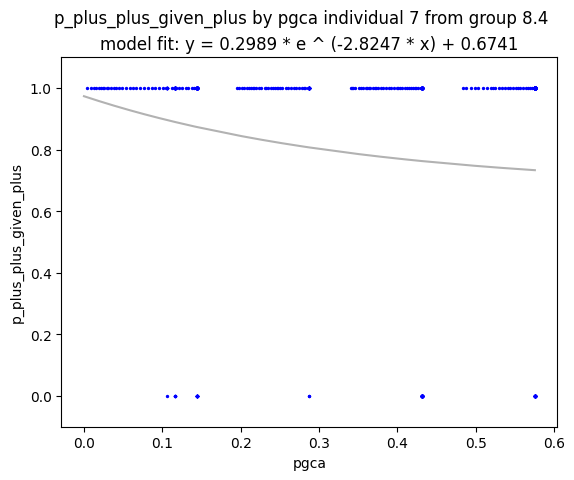 p_plus_plus_given_plus by pgca individual 7 from group 8.4
model fit: y = 0.2989 * e ^ (-2.8247 * x) + 0.6741
1.0
0.8
0.6
0.4
0.2
0.0
p_plus_plus_given_plus
0.0 0.1 0.2 0.3 0.4 0.5 0.6
pgca